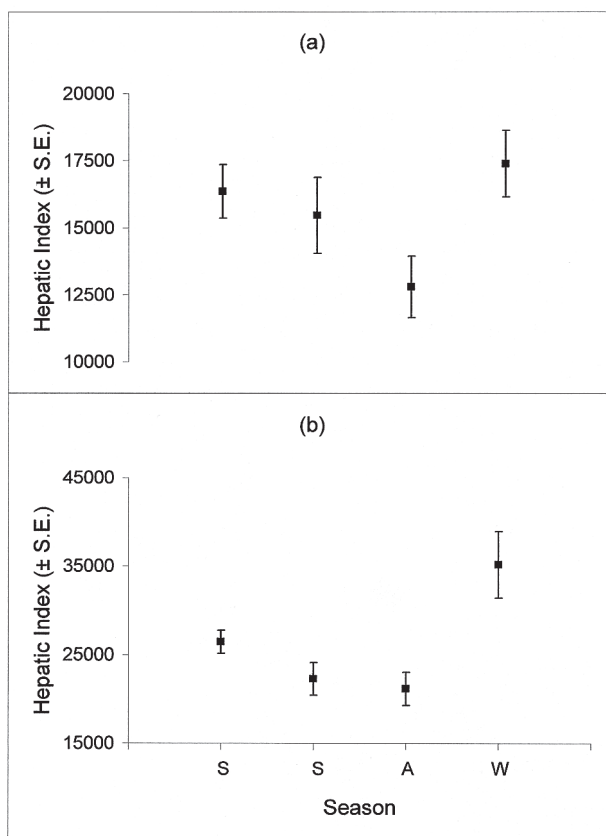 (a)
20000
17500
15000
12500
10000
Hepatic Index (± S.E.)
(b)
45000
35000
25000
15000
Hepatic Index (± S.E.)
S S A W
Season